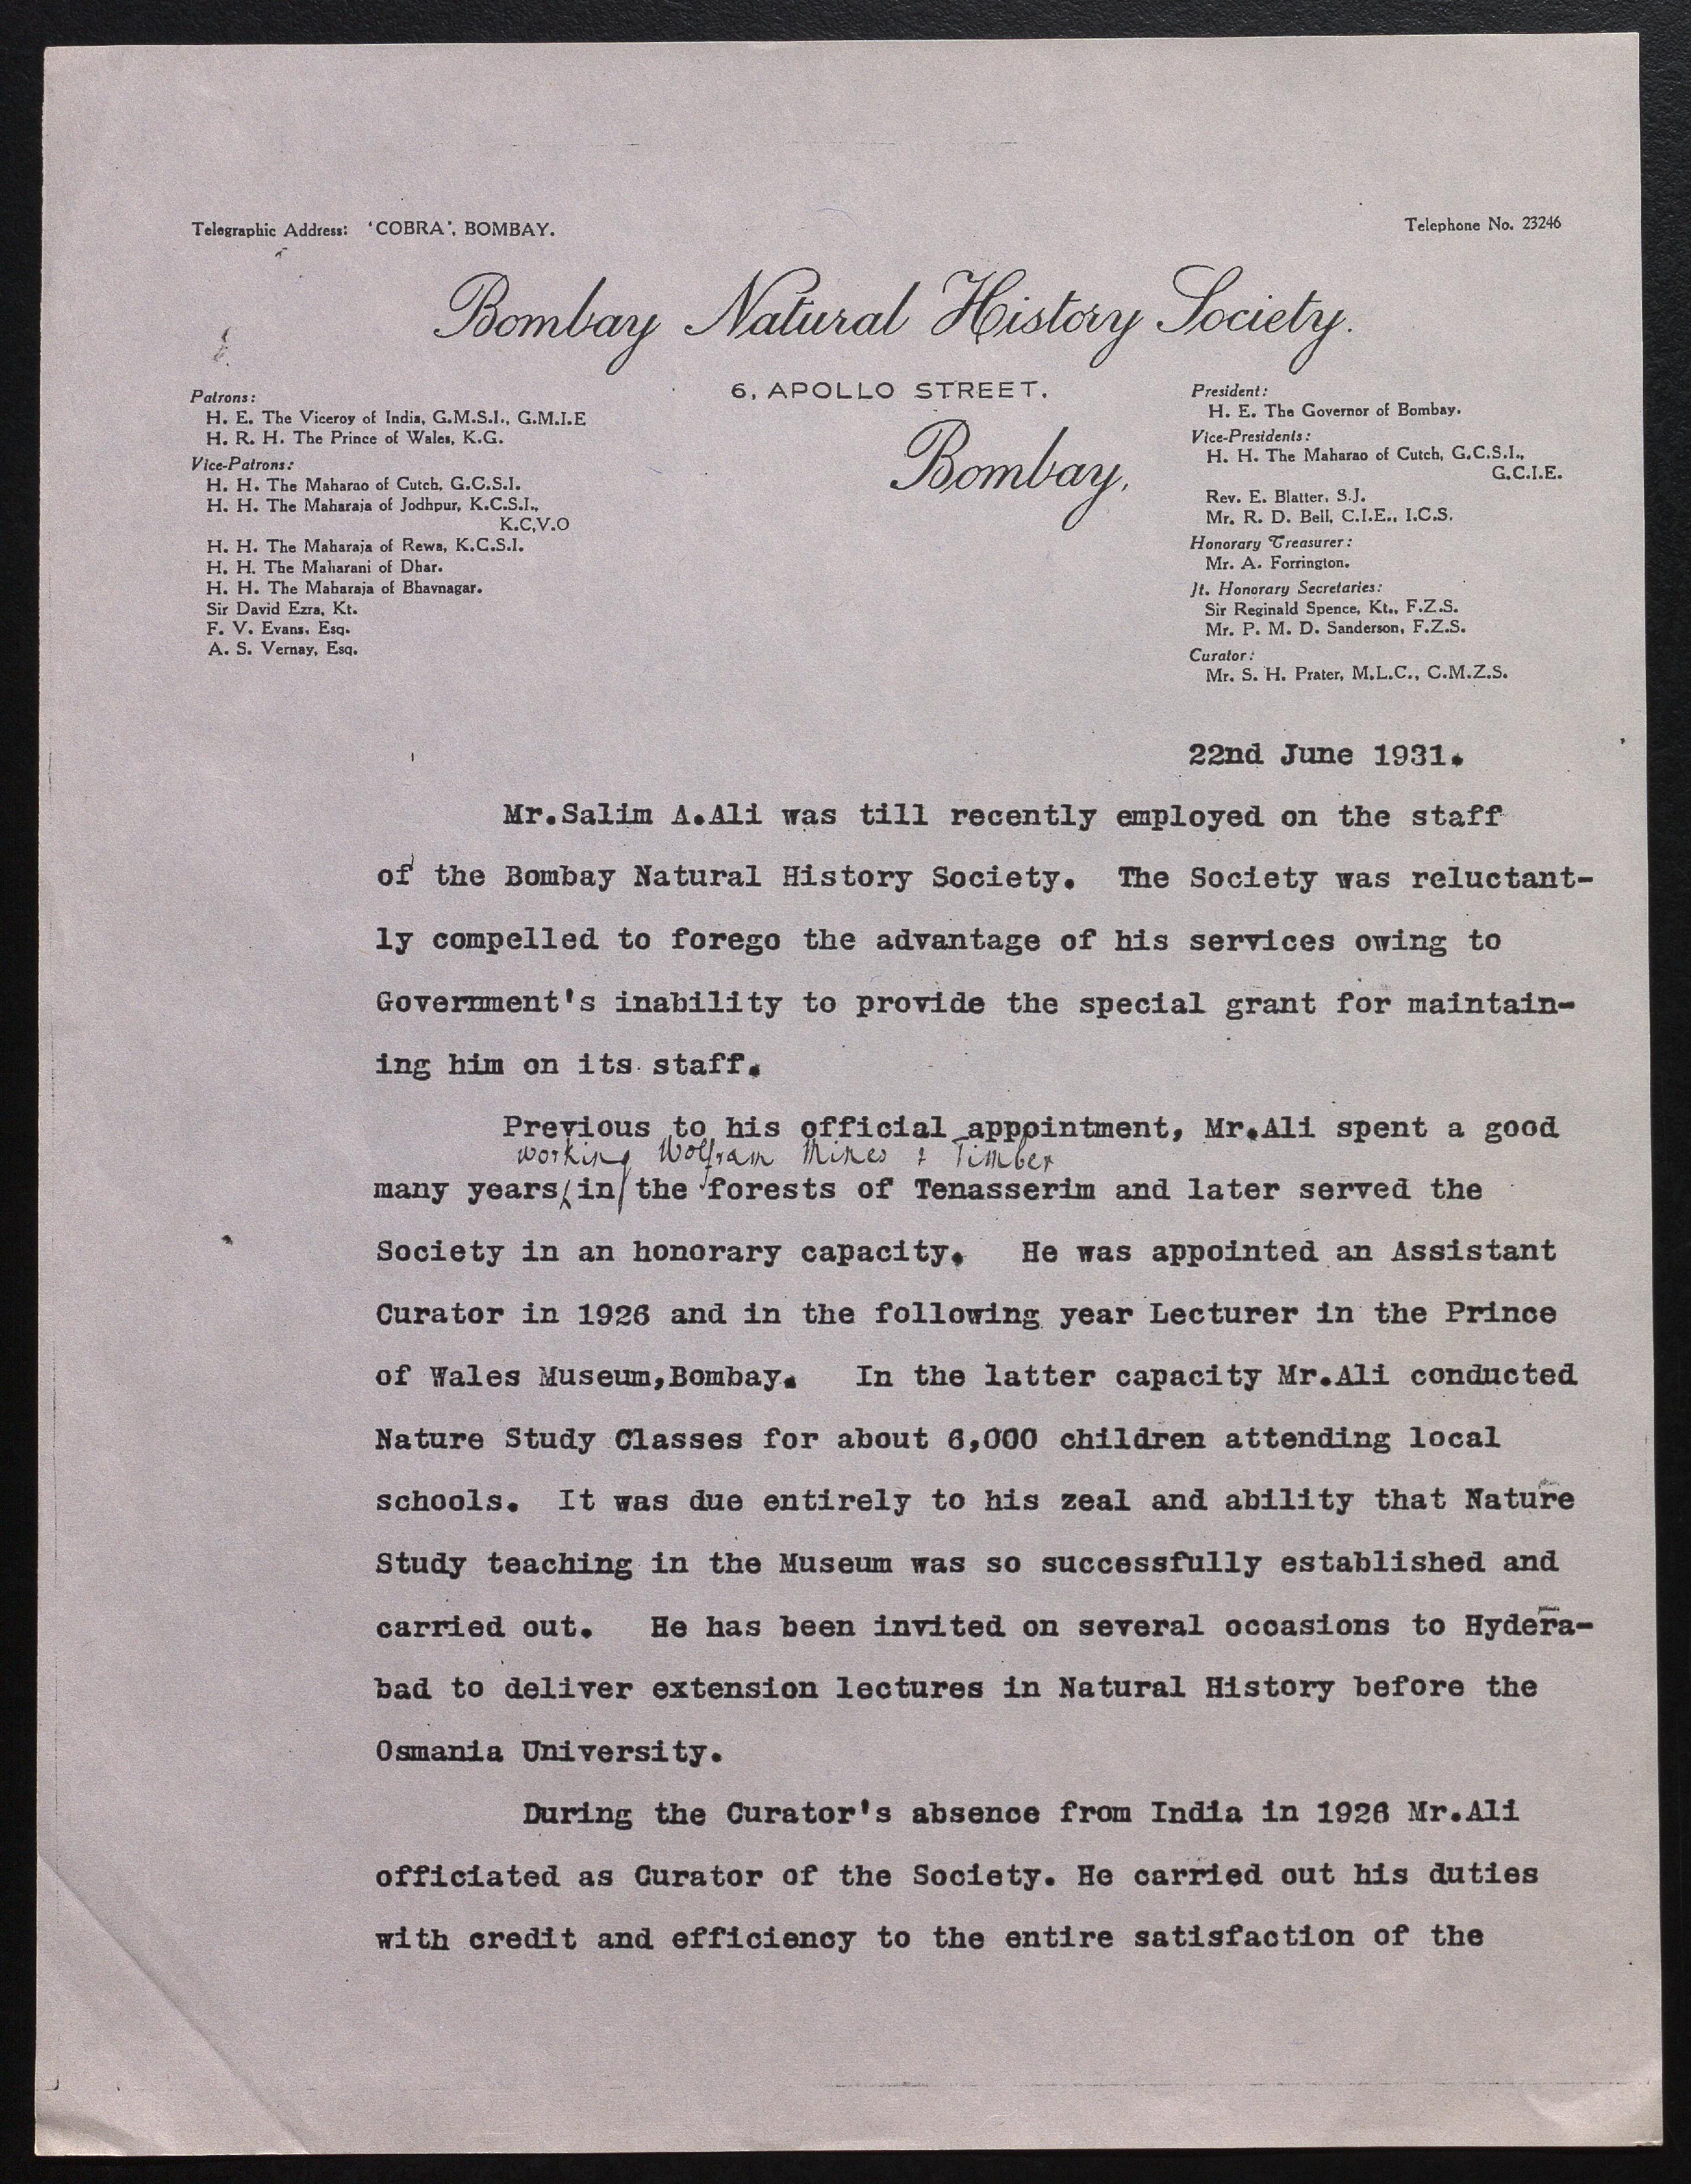 Telegraphic Address: 'COBRA', BOMBAY.
Telephone No. 23246
Bombay Natural History Society.
6, APOLLO STREET.
Bombay,
Patrons:
H. E. The Viceroy of India, G.M.S.I., G.M.I.E
H. R. H. The Prince of Wales, K.G.
Vice-Patrons:
H. H. The Maharao of Cutch, G.C.S.I.
H. H. The Maharaja of Jodhpur, K.C.S.I.,
K.C,V.O
H. H. The Maharaja of Rewa, K.C.S.I.
H. H. The Maharani of Dhar.
H. H. The Maharaja of Bhavnagar.
Sir David Ezra, Kt.
F. V. Evans, Esq.
A. S. Vernay, Esq.
President:
H. E. The Governor of Bombay.
Vice-Presidents:
H. H. The Maharao of Cutch, G.C.S.I.,
G.C.I.E.
Rev. E. Blatter, S.J.
Mr. R. D. Bell, C.I.E., I.C.S.
Honorary Treasurer:
Mr. A. Forrington.
Jt. Honorary Secretaries:
Sir Reginald Spence, Kt., F.Z.S.
Mr. P. M. D. Sanderson, F.Z.S.
Curator:
Mr. S. H. Prater, M.L.C., C.M.Z.S.
22nd June 1931.
Mr.Salim A.Ali was till recently employed on the staff
of the Bombay Natural History Society. The Society was reluctant-
ly compelled to forego the advantage of his services owing to
Government's inability to provide the special grant for maintain-
ing him on its staff.
Previous to his official appointment, Mr.Ali spent a good
working Wolfram Mines & Timber
many years in the forests of Tenasserim and later served the
Society in an honorary capacity. He was appointed an Assistant
Curator in 1926 and in the following year Lecturer in the Prince
of Wales Museum,Bombay. In the latter capacity Mr.Ali conducted
Nature Study Classes for about 6,000 children attending local
schools. It was due entirely to his zeal and ability that Nature
Study teaching in the Museum was so successfully established and
carried out. He has been invited on several occasions to Hydera-
bad to deliver extension lectures in Natural History before the
Osmania University.
During the Curator's absence from India in 1926 Mr.Ali
officiated as Curator of the Society. He carried out his duties
with credit and efficiency to the entire satisfaction of the